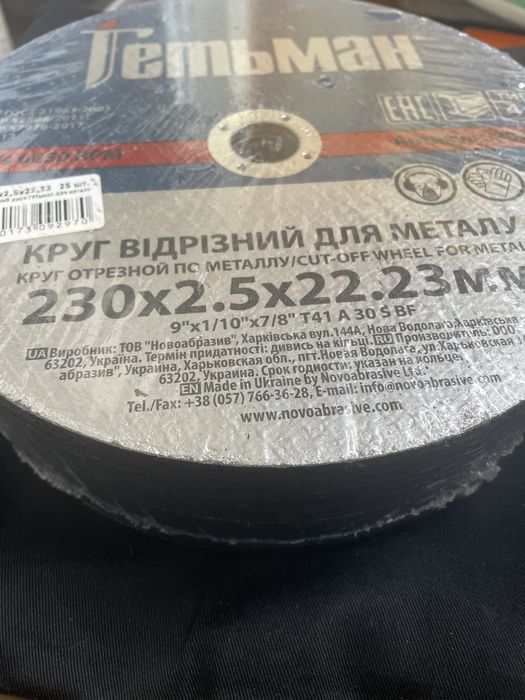 Гетьман
EAC
25 ШТ.
КРУГ ВІДРІЗНИЙ ДЛЯ МЕТАЛУ
КРУГ ОТРЕЗНОЙ ПО МЕТАЛЛУ/CUT-OFF WHEEL FOR METAL
230x2.5x22.23мм
9"x1/10"x7/8" T41 A 30 S BF
UA Виробник: ТОВ "Новоабразив", Харківська вул.144А, Нова Водолага, Харківська
63202, Україна. Термін придатності: дивись на кільці. RU Производитель: ООО
абразив", Украина, Харьковская обл., пгт.Новая Водолага, ул.Харьковская
63202, Украина. Срок годности: указан на кольце.
EN Made in Ukraine by Novoabrasive Ltd.
Tel./Fax: +38 (057) 766-36-28, E-mail: info@novoabrasive.com
www.novoabrasive.com